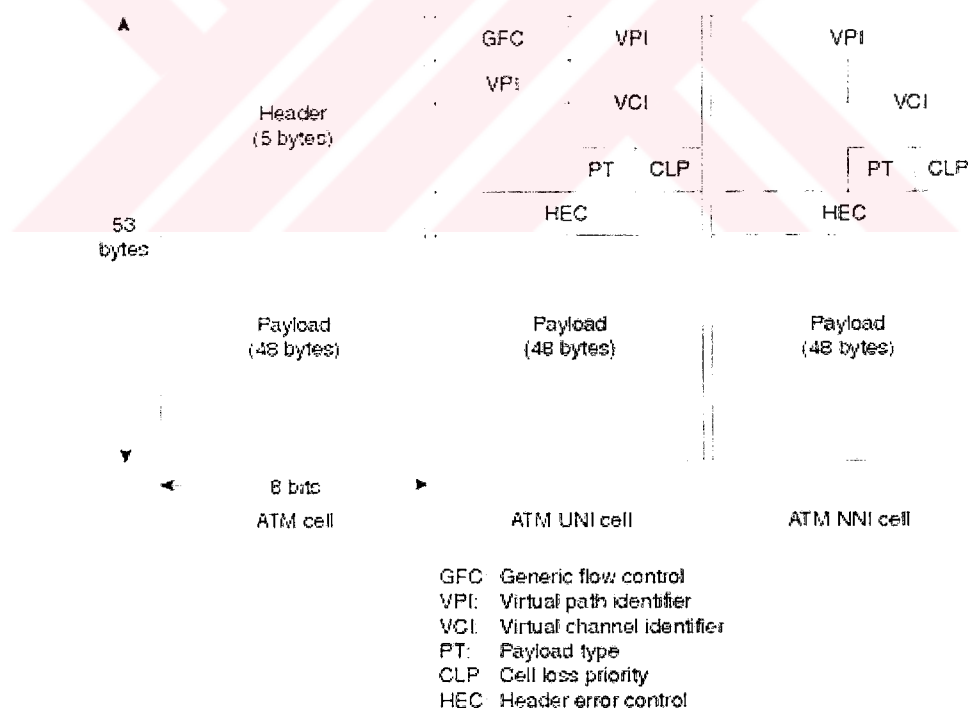 GFC VPI VPI
VPI
Header VCI VCI
(5 bytes)
PT CLP PT CLP
HEC HEC
53
bytes
Payload Payload Payload
(48 bytes) (48 bytes) (48 bytes)
8 bits
ATM cell ATM UNI cell ATM NNI cell
GFC Generic flow control
VPI: Virtual path identifier
VCI. Virtual channel identifier
PT: Payload type
CLP Cell loss priority
HEC Header error control